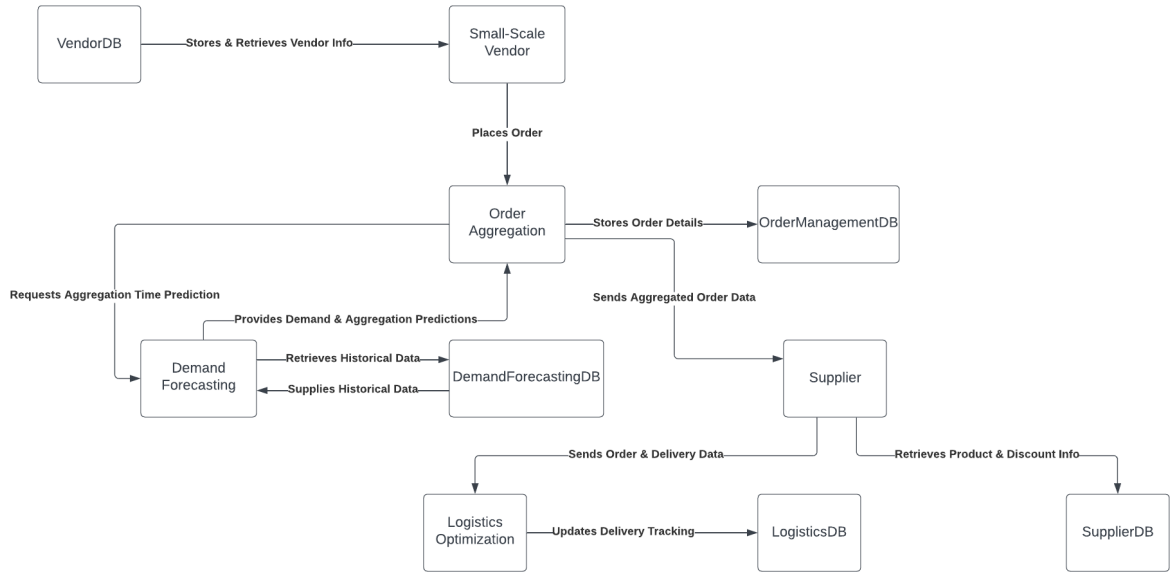 VendorDB
Stores & Retrieves Vendor Info
Small-Scale
Vendor
Places Order
Order
Aggregation
Stores Order Details
OrderManagementDB
Requests Aggregation Time Prediction
Sends Aggregated Order Data
Provides Demand & Aggregation Predictions
Demand
Forecasting
Retrieves Historical Data
Supplies Historical Data
DemandForecastingDB
Supplier
Sends Order & Delivery Data
Retrieves Product & Discount Info
Logistics
Optimization
Updates Delivery Tracking
LogisticsDB
SupplierDB